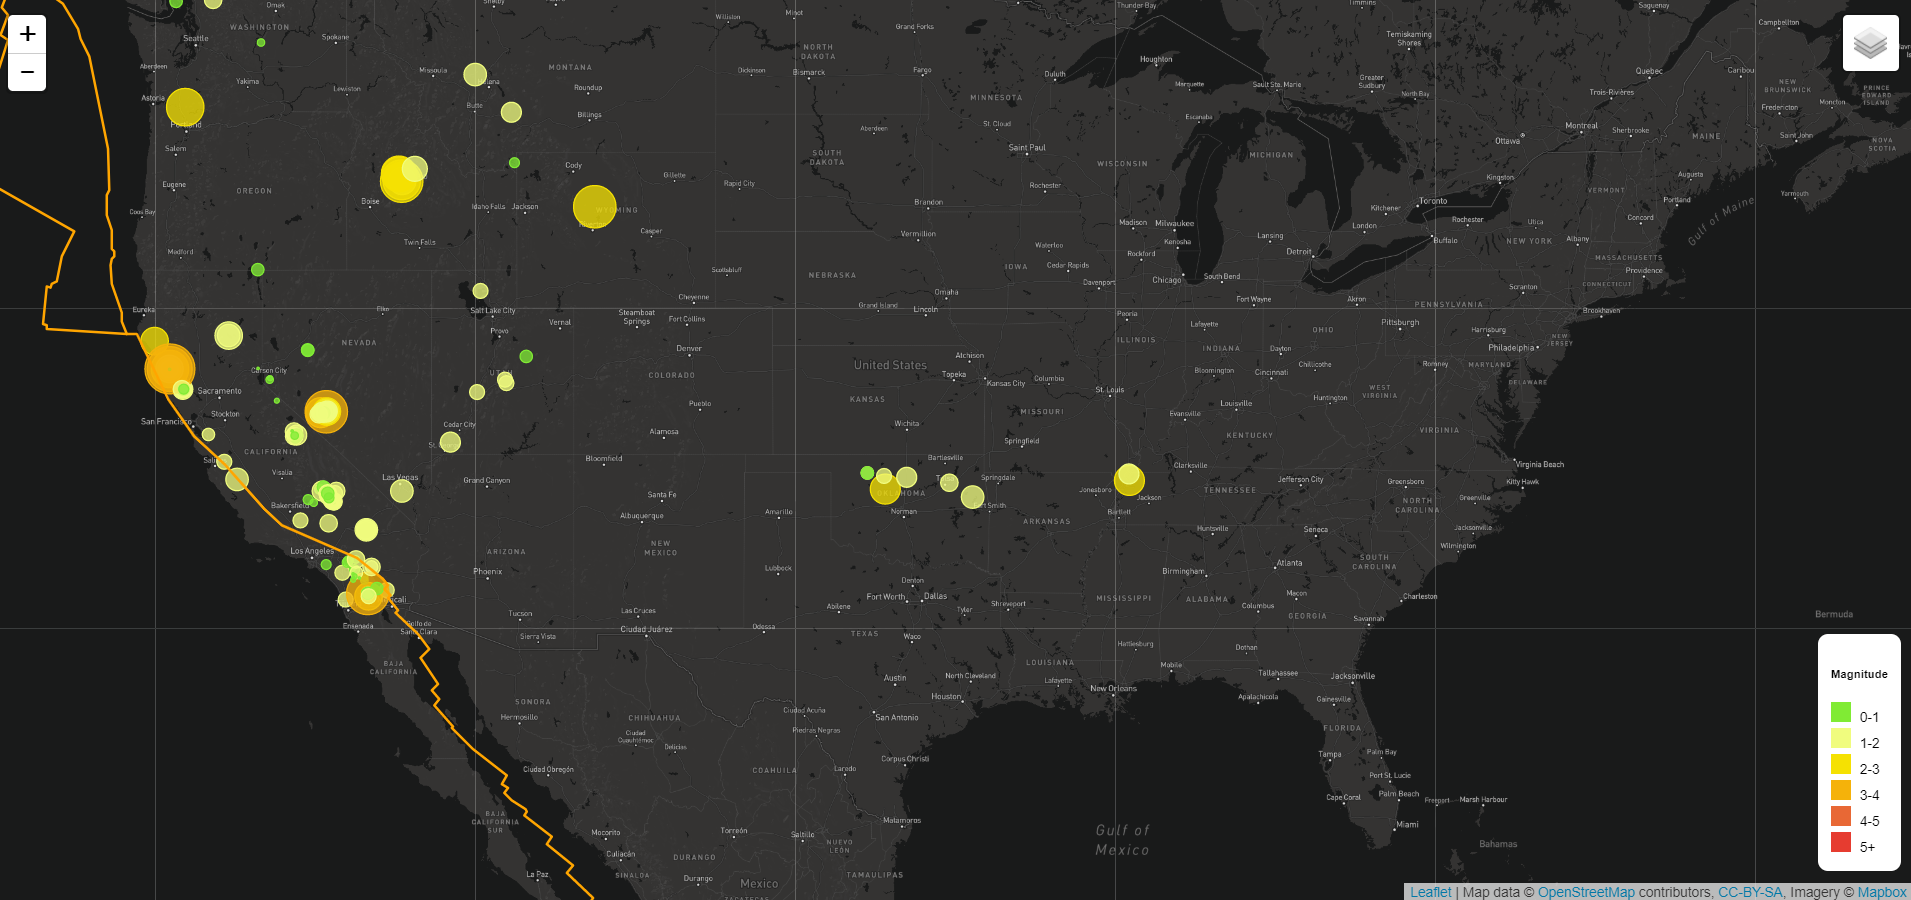 +
−
Omak
Shelby
Williston
Minot
Thunder Bay
Timmins
Saguenay
Campbellton
WASHINGTON
Seattle
Spokane
Grand Forks
Temiskaming
Shores
NORTH
DAKOTA
Houghton
Quebec
Caribou
Aberdeen
Missoula
MONTANA
Dickinson
Bismarck
Fargo
Duluth
Marquette
Sault Ste. Marie
Greater
Sudbury
North Bay
NEW
BRUNSWICK
PRINCE
EDWARD
ISLAND
Yakima
Lewiston
Roundup
Trois-Rivières
Astoria
Butte
Billings
MINNESOTA
Fredericton
Moncton
Portland
Aberdeen
St. Cloud
Escanaba
Ottawa
Montreal
Sherbrooke
MAINE
Saint John
NOVA
SCOTIA
Salem
Cody
SOUTH
DAKOTA
Saint Paul
WISCONSIN
MICHIGAN
Eugene
OREGON
Gillette
Rapid City
Rochester
Kingston
Augusta
VERMONT
Yarmouth
Boise
Idaho Falls
Jackson
WYOMING
Brandon
Kitchener
Toronto
Portland
Gulf of Maine
Coos Bay
Casper
Vermillion
Madison
Milwaukee
London
Rochester
Utica
Concord
Medford
Twin Falls
Waterloo
Kenosha
Lansing
Detroit
Buffalo
NEW YORK
Albany
MASSACHUSETTS
Scottsbluff
NEBRASKA
IOWA
Cedar Rapids
Rockford
Chicago
South Bend
Providence
CONNECTICUT
Eureka
Elko
Salt Lake City
Cheyenne
Omaha
Davenport
Fort Wayne
Akron
Scranton
PENNSYLVANIA
Brookhaven
Provo
Vernal
Steamboat
Springs
Fort Collins
Grand Island
Lincoln
Peoria
Lafayette
OHIO
Pittsburgh
Harrisburg
NEVADA
Denver
United States
Atchison
ILLINOIS
INDIANA
Dayton
Philadelphia
NEW
JERSEY
Carson City
UTAH
COLORADO
Topeka
Kansas City
Columbia
Bloomington
Cincinnati
Chillicothe
Romney
MARYLAND
DELAWARE
Sacramento
KANSAS
St. Louis
Huntington
WEST
VIRGINIA
Stockton
Pueblo
MISSOURI
Evansville
Louisville
San Francisco
Cedar City
Alamosa
Wichita
Springfield
KENTUCKY
VIRGINIA
CALIFORNIA
Visalia
Bloomfield
Bartlesville
Clarksville
Virginia Beach
Las Vegas
Grand Canyon
Springdale
Jefferson City
Greensboro
Kitty Hawk
Bakersfield
Santa Fe
OKLAHOMA
Jonesboro
Jackson
TENNESSEE
NORTH
CAROLINA
Greenville
Albuquerque
Amarillo
Norman
Bartlett
ARKANSAS
Huntsville
Seneca
Jacksonville
Los Angeles
ARIZONA
NEW
MEXICO
Wilmington
Phoenix
Lubbock
Denton
Birmingham
Atlanta
SOUTH
CAROLINA
Fort Worth
Dallas
MISSISSIPPI
ALABAMA
Macon
Charleston
Tucson
Las Cruces
Abilene
Tyler
Shreveport
Columbus
GEORGIA
Savannah
Bermuda
Ensenada
Golfo de
Santa Clara
Sierra Vista
Ciudad Juárez
Odessa
TEXAS
Waco
Hattiesburg
Dothan
BAJA
CALIFORNIA
LOUISIANA
Mobile
Tallahassee
Jacksonville
Magnitude
Austin
North Cleveland
Lafayette
New Orleans
Apalachicola
Gainesville
SONORA
Houston
Hermosillo
CHIHUAHUA
Ciudad Acuña
San Antonio
0-1
Ciudad
Cuauhtémoc
Delicias
Piedras Negras
FLORIDA
1-2
Tampa
Palm Bay
2-3
Ciudad Obregón
COAHUILA
Laredo
Corpus Christi
Port St. Lucie
3-4
Cape Coral
Palm Beach
Freeport
Marsh Harbour
BAJA
CALIFORNIA
SUR
Matamoros
Miami
4-5
Mocorito
Torreón
Saltillo
NUEVO
LEÓN
Gulf of
Mexico
Bahamas
5+
Culiacán
DURANGO
La Paz
SINALOA
Durango
Mexico
TAMAULIPAS
ZACATECAS
Leaflet | Map data © OpenStreetMap contributors, CC-BY-SA, Imagery © Mapbox